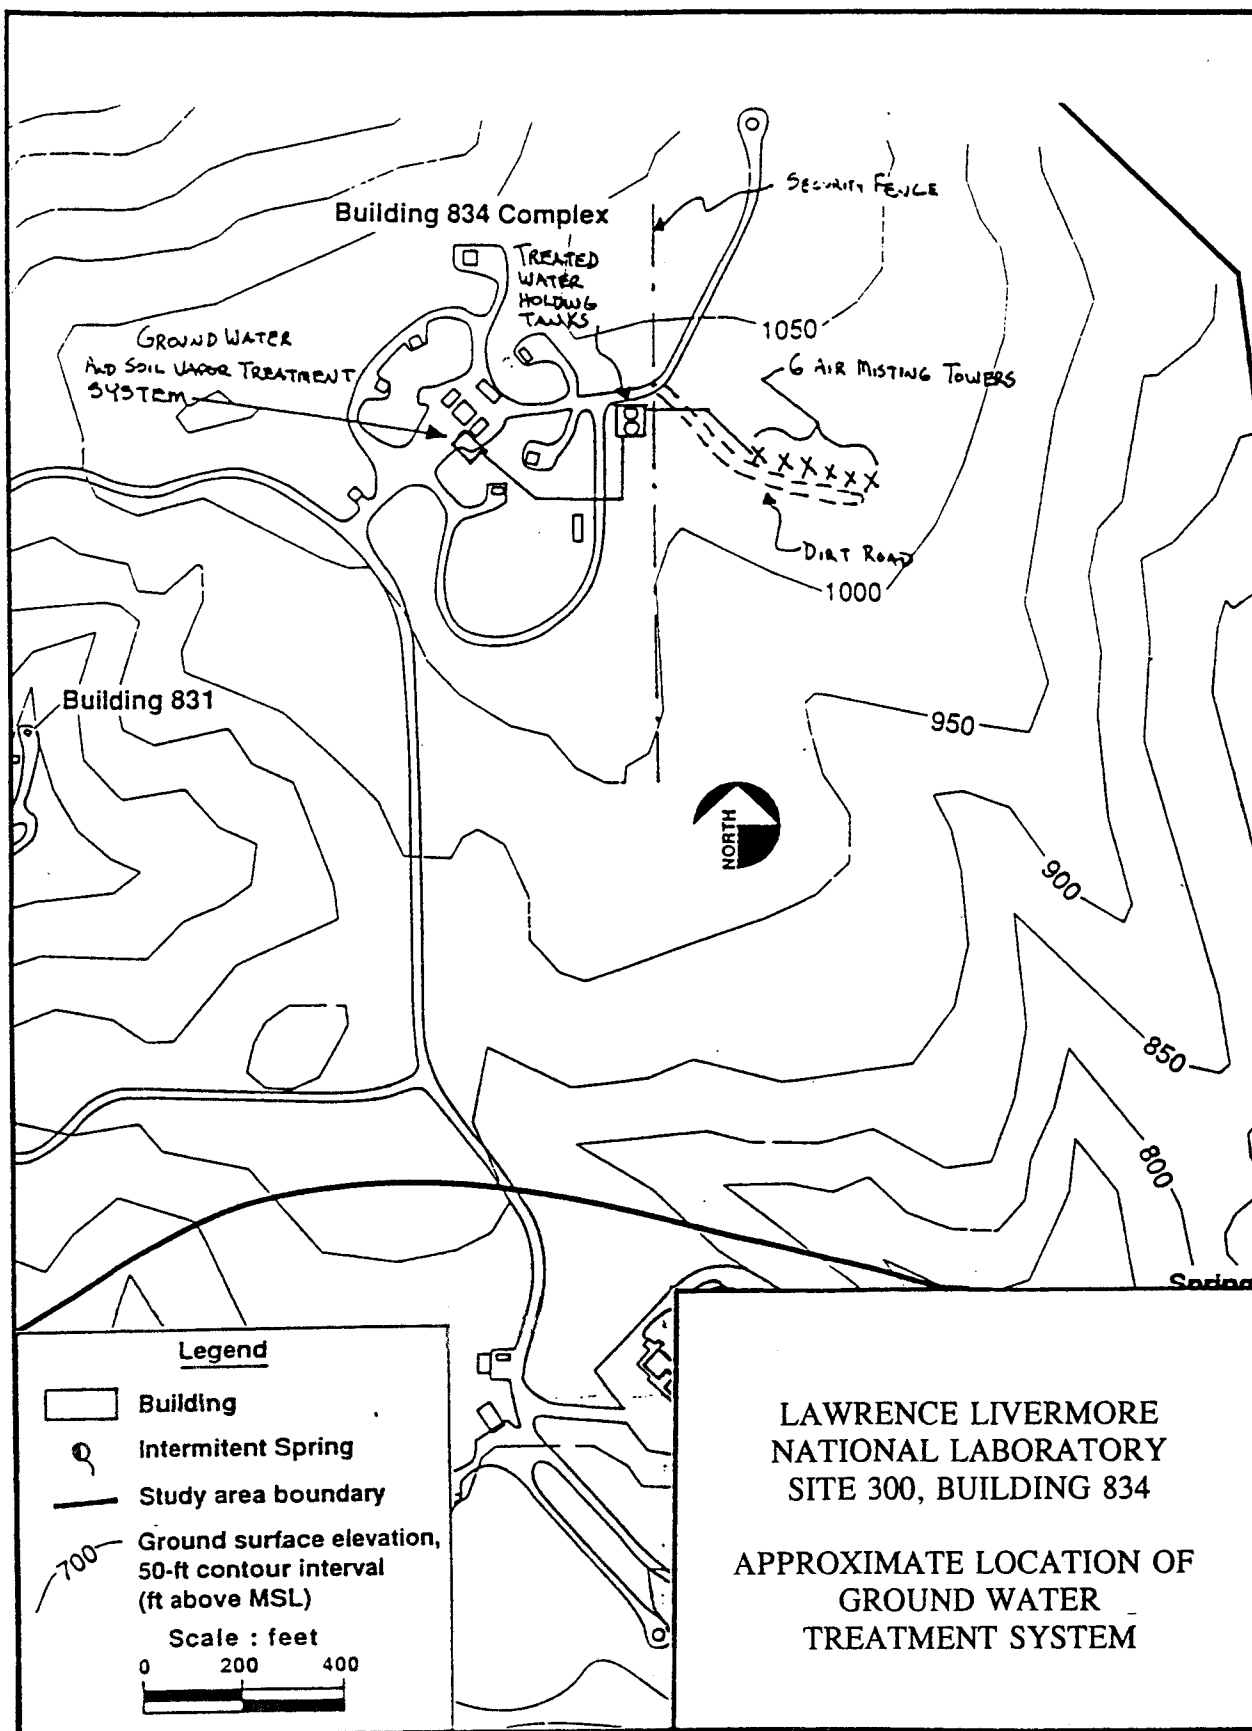 SECURITY FENCE
Building 834 Complex
TREATED
WATER
HOLDING
TANKS
1050
GROUND WATER
AND SOIL VAPOR TREATMENT
SYSTEM
6 AIR MISTING TOWERS
X X X X X X
DIRT ROAD
1000
Building 831
950
NORTH
900
850
800
Spring
Legend
Building
Intermitent Spring
Study area boundary
700
Ground surface elevation,
50-ft contour interval
(ft above MSL)
Scale : feet
0 200 400
LAWRENCE LIVERMORE
NATIONAL LABORATORY
SITE 300, BUILDING 834
APPROXIMATE LOCATION OF
GROUND WATER
TREATMENT SYSTEM